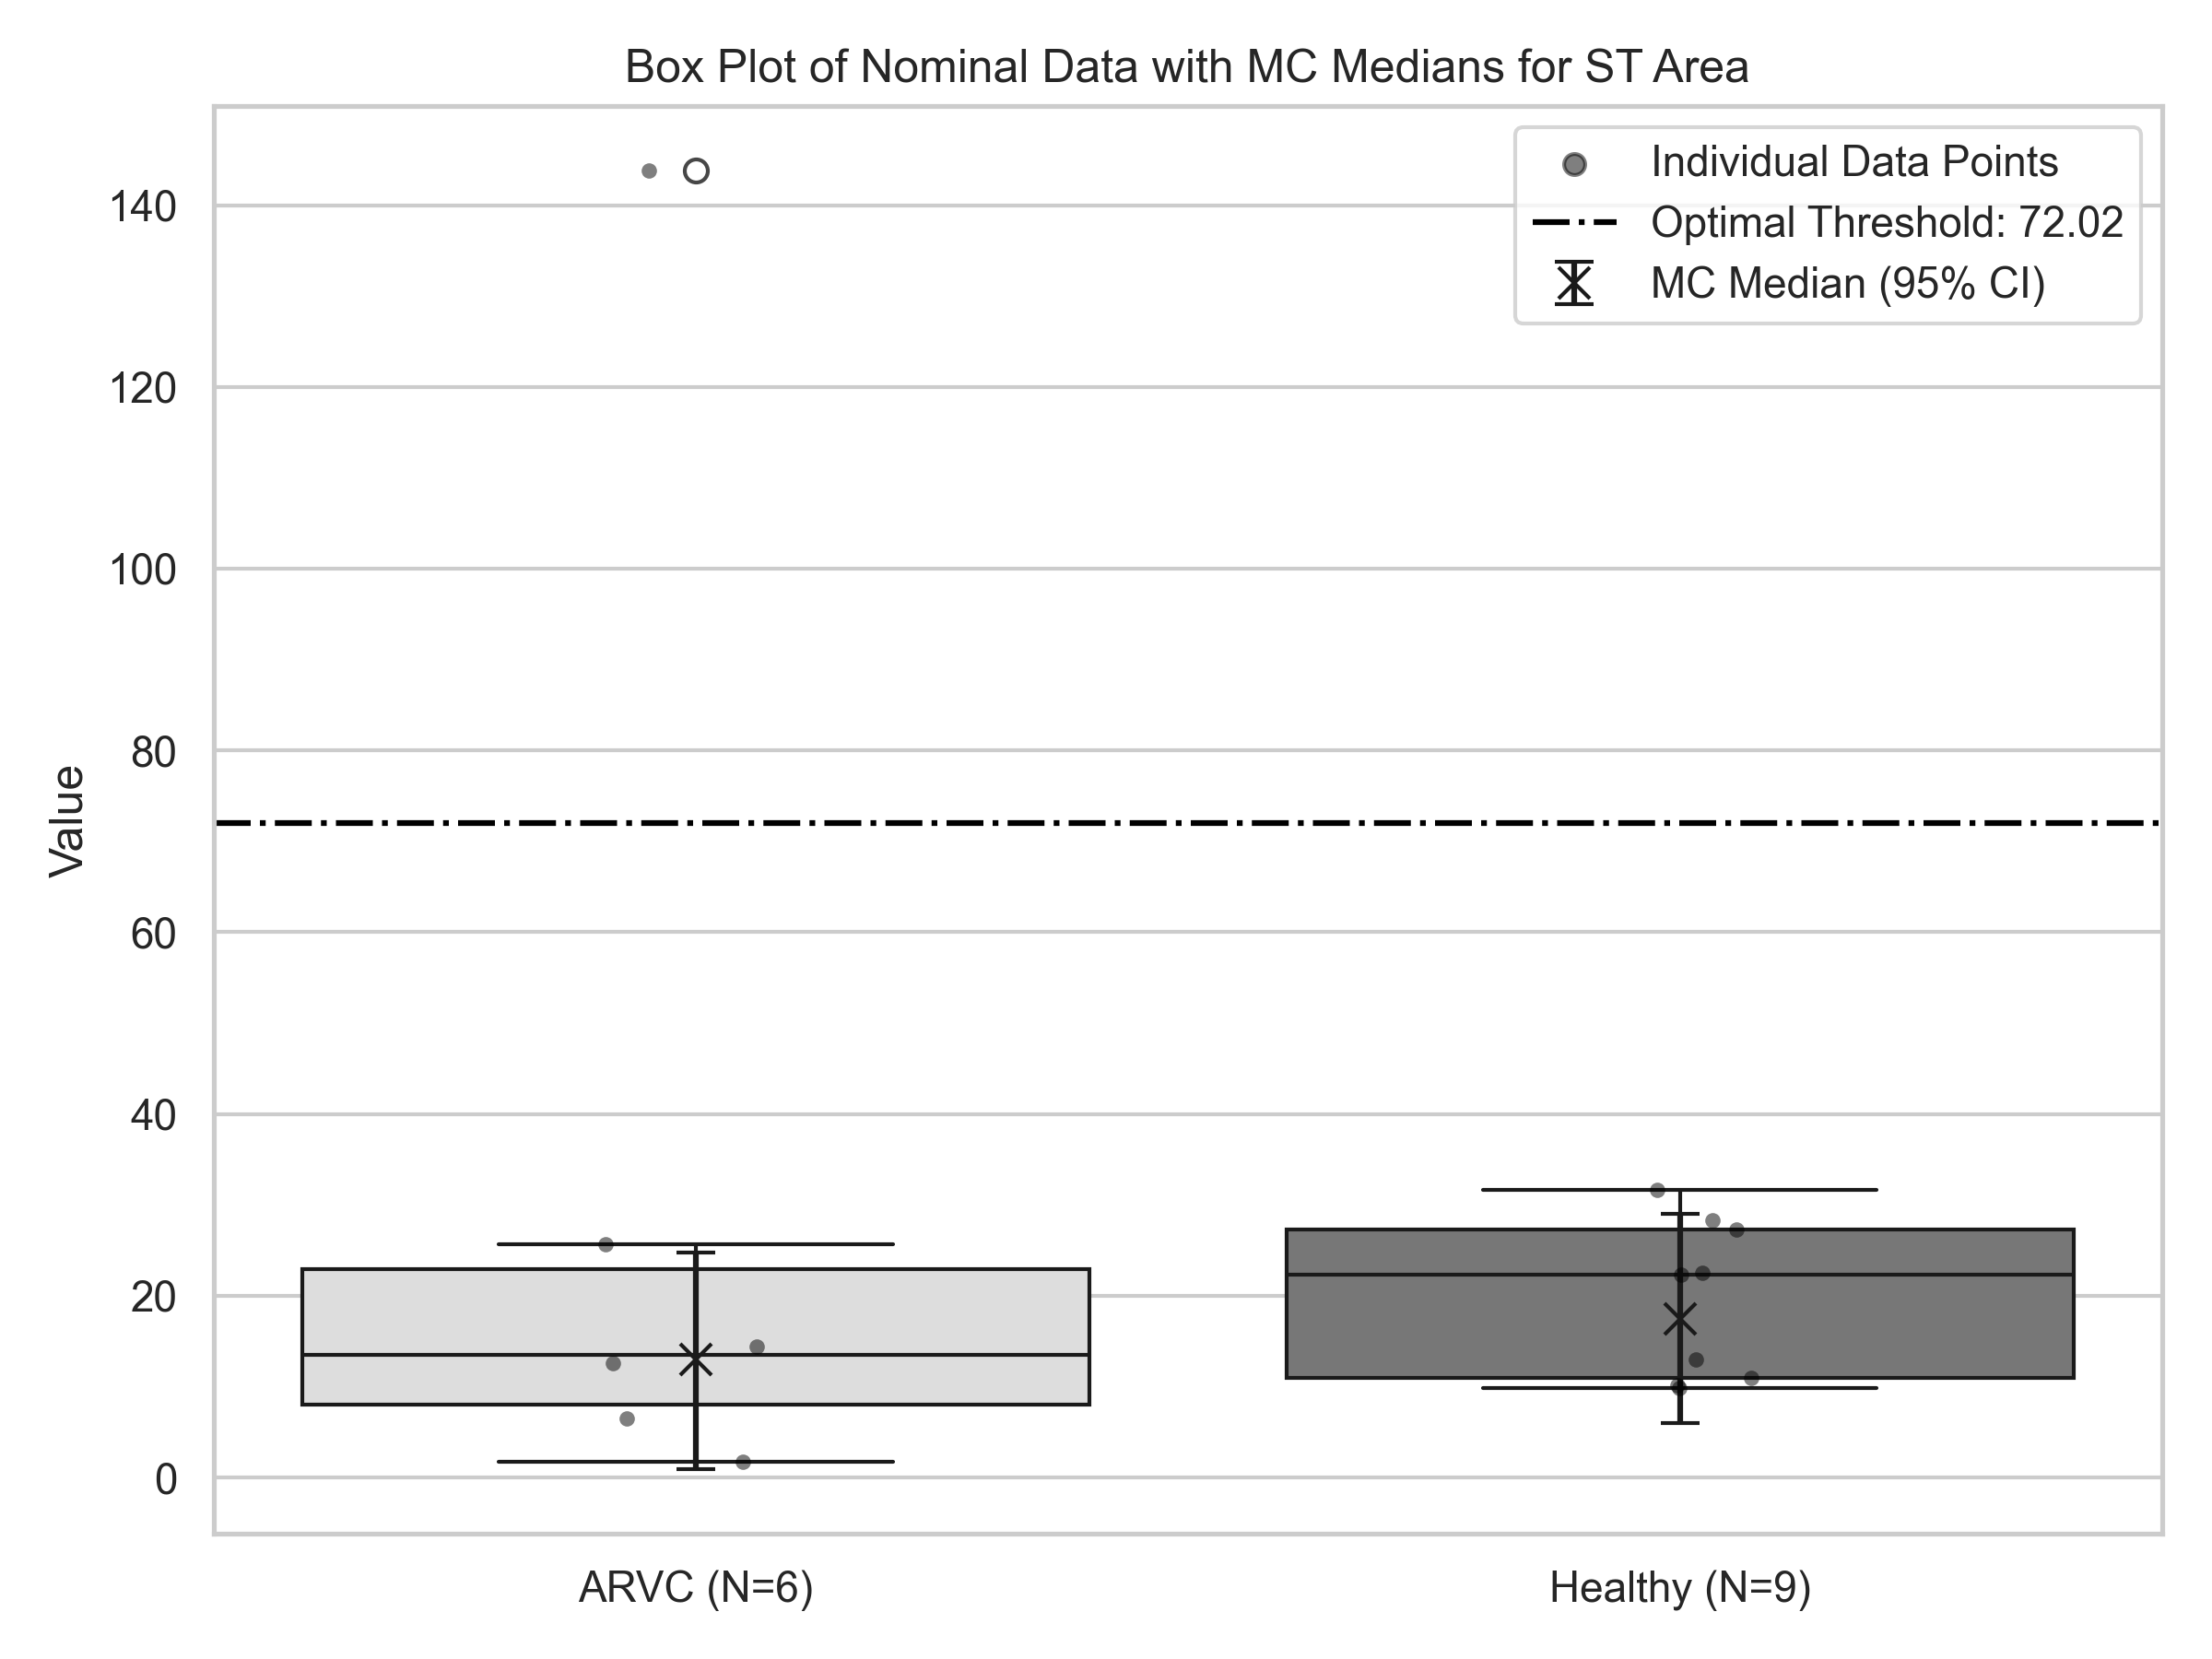 Box Plot of Nominal Data with MC Medians for ST Area
Individual Data Points
Optimal Threshold: 72.02
MC Median (95% CI)
Value
140
120
100
80
60
40
20
0
ARVC (N=6)
Healthy (N=9)